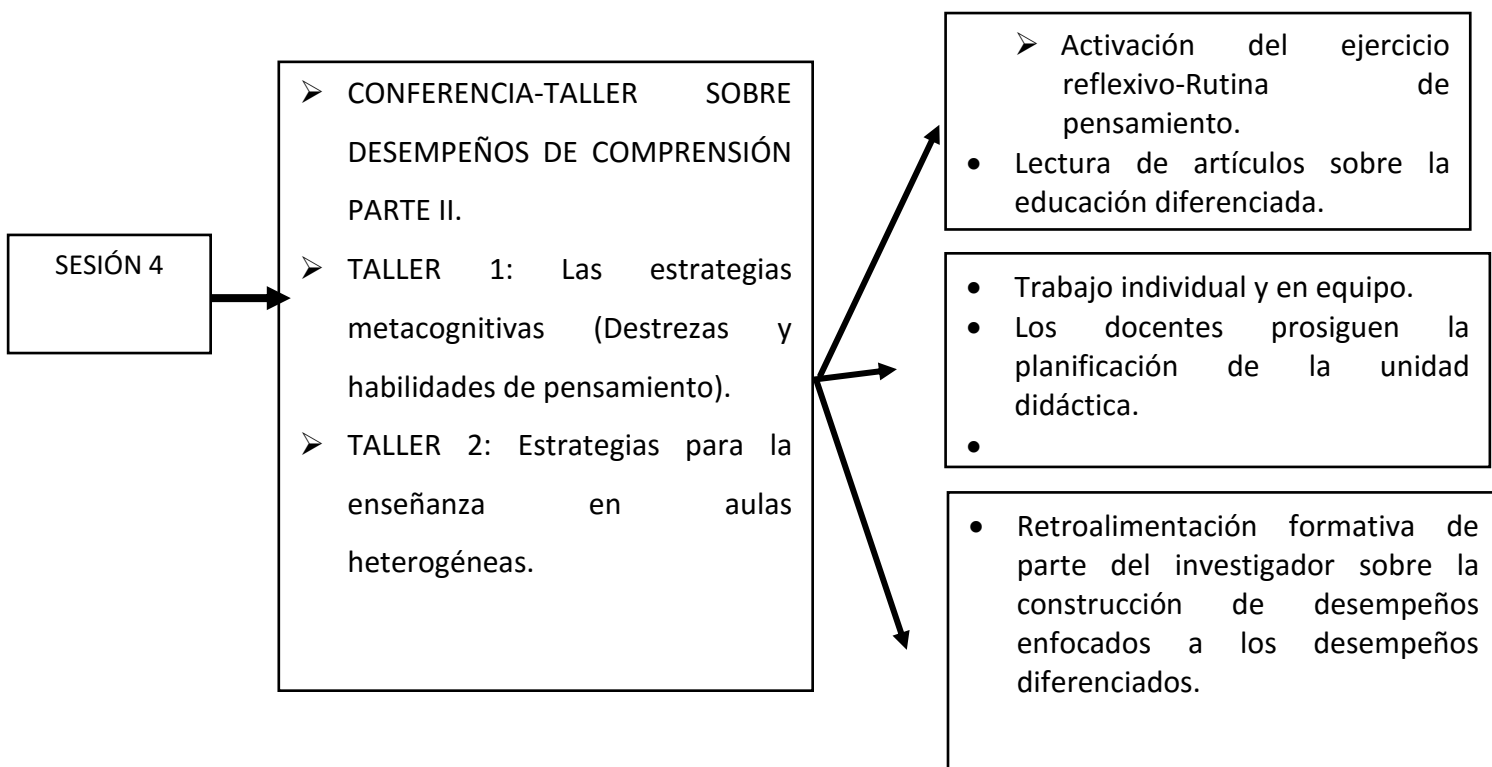 SESIÓN 4
➢ CONFERENCIA-TALLER SOBRE
DESEMPEÑOS DE COMPRENSIÓN
PARTE II.
➢ TALLER 1: Las estrategias
metacognitivas (Destrezas y
habilidades de pensamiento).
➢ TALLER 2: Estrategias para la
enseñanza en aulas
heterogéneas.
➢ Activación del ejercicio
reflexivo-Rutina de
pensamiento.
• Lectura de artículos sobre la
educación diferenciada.
• Trabajo individual y en equipo.
• Los docentes prosiguen la
planificación de la unidad
didáctica.
•
• Retroalimentación formativa de
parte del investigador sobre la
construcción de desempeños
enfocados a los desempeños
diferenciados.